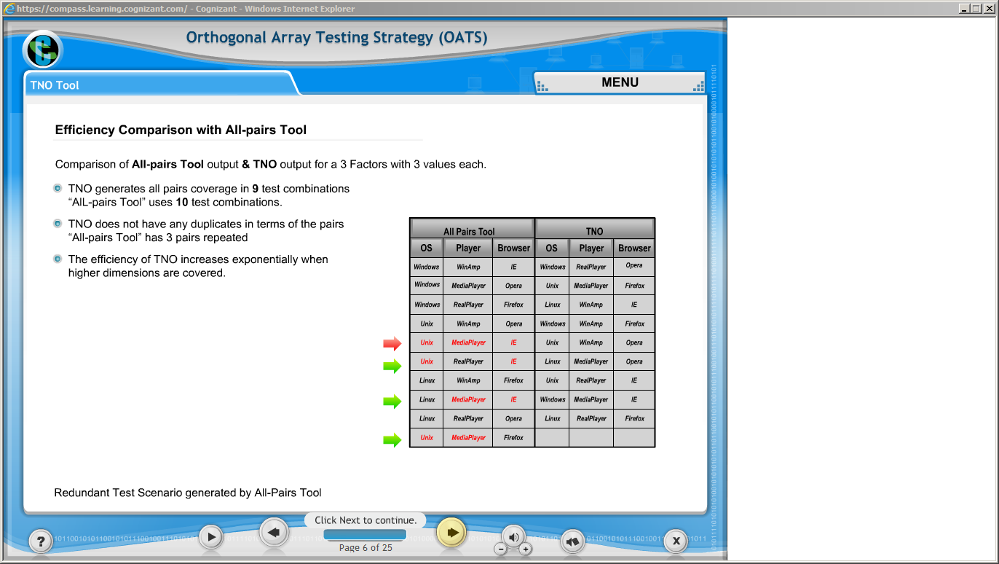 https://compass.learning.cognizant.com/ - Cognizant - Windows Internet Explorer
Orthogonal Array Testing Strategy (OATS)
TNO Tool
MENU
Efficiency Comparison with All-pairs Tool
Comparison of All-pairs Tool output & TNO output for a 3 Factors with 3 values each.
TNO generates all pairs coverage in 9 test combinations
“AlL-pairs Tool” uses 10 test combinations.
TNO does not have any duplicates in terms of the pairs
“All-pairs Tool” has 3 pairs repeated
The efficiency of TNO increases exponentially when
higher dimensions are covered.
All Pairs Tool TNO
OS Player Browser OS Player Browser
Windows WinAmp IE Windows RealPlayer Opera
Windows MediaPlayer Opera Unix MediaPlayer Firefox
Windows RealPlayer Firefox Linux WinAmp IE
Unix WinAmp Opera Windows WinAmp Firefox
Unix MediaPlayer IE Unix WinAmp Opera
Unix RealPlayer IE Linux MediaPlayer Opera
Linux WinAmp Firefox Unix RealPlayer IE
Linux MediaPlayer IE Windows MediaPlayer IE
Linux RealPlayer Opera Linux RealPlayer Firefox
Unix MediaPlayer Firefox
Redundant Test Scenario generated by All-Pairs Tool
Click Next to continue.
Page 6 of 25